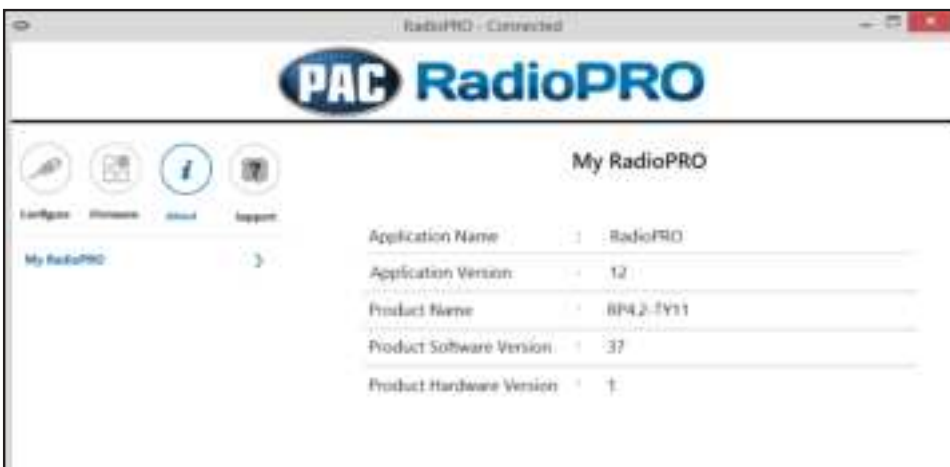 RadioPRO - Connected
PAC RadioPRO
Configure Firmware About Support
My RadioPRO
My RadioPRO
Application Name : RadioPRO
Application Version : 12
Product Name : RP4.2-TY11
Product Software Version : 37
Product Hardware Version : 1